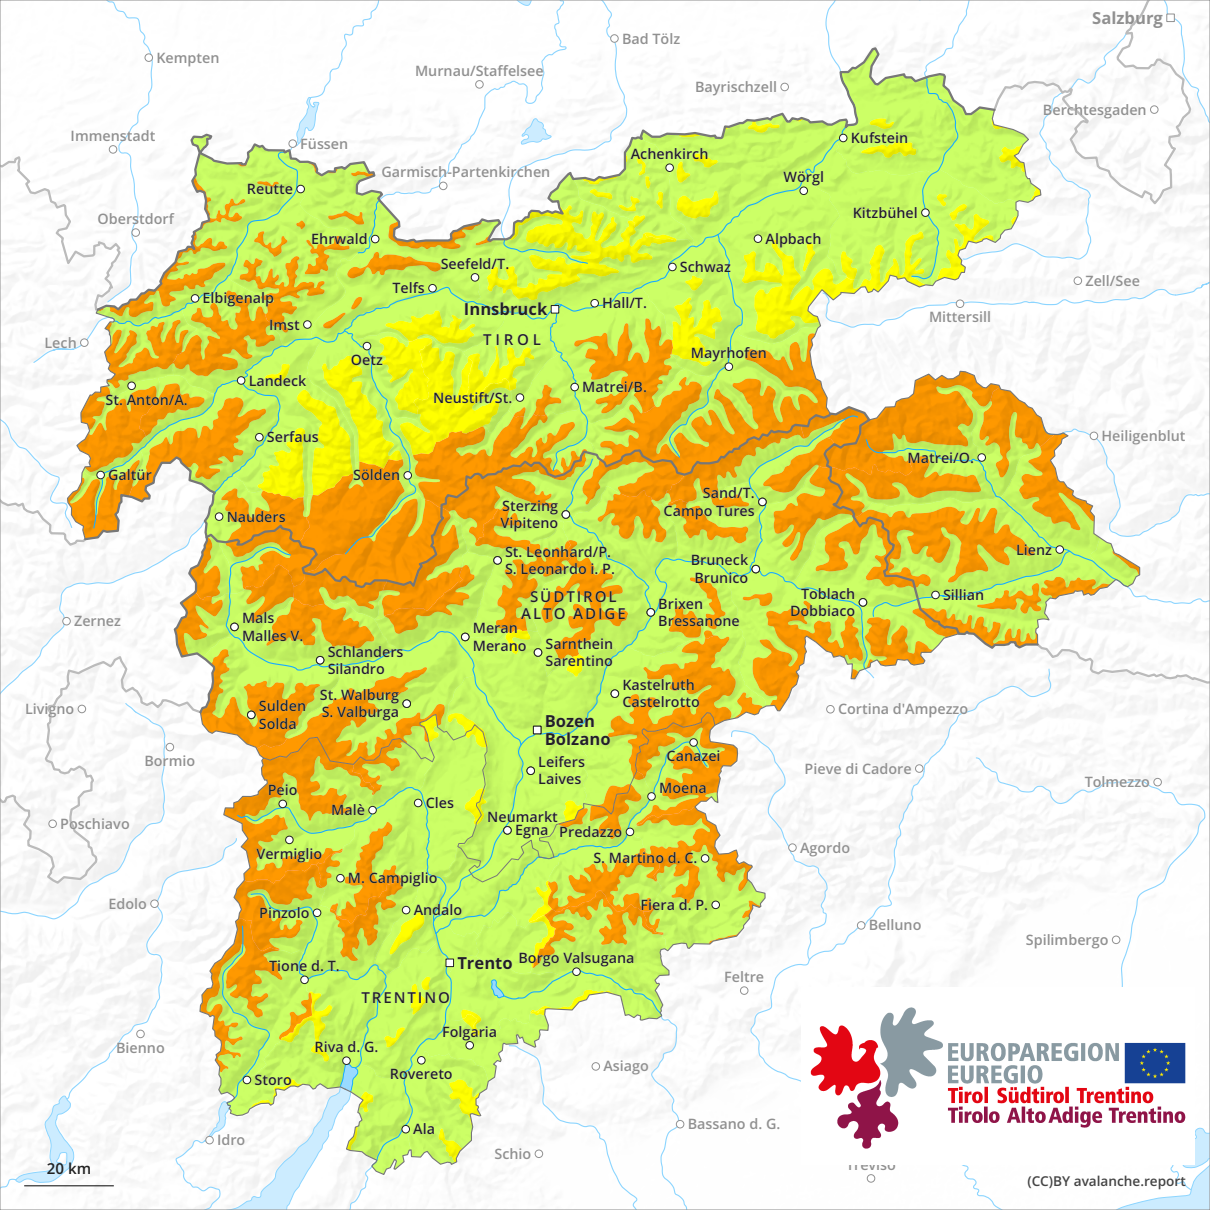 Salzburg
Bad Tölz
Kempten
Murnau/Staffelsee
Bayrischzell
Berchtesgaden
Immenstadt
Füssen
Kufstein
Achenkirch
Garmisch-Partenkirchen
Wörgl
Reutte
Oberstdorf
Kitzbühel
Ehrwald
Alpbach
Seefeld/T.
Schwaz
Zell/See
Telfs
Elbigenalp
Hall/T.
Innsbruck
Mittersill
Imst
TIROL
Lech
Oetz
Mayrhofen
Landeck
Matrei/B.
St. Anton/A.
Neustift/St.
Serfaus
Heiligenblut
Matrei/O.
Galtür
Sölden
Sand/T.
Campo Tures
Sterzing
Vipiteno
Nauders
Lienz
St. Leonhard/P.
S. Leonardo i. P.
Bruneck
Brunico
SÜDTIROL
ALTO ADIGE
Toblach
Dobbiaco
Sillian
Brixen
Bressanone
Zernez
Mals
Malles V.
Meran
Merano
Sarnthein
Sarentino
Schlanders
Silandro
Kastelruth
Castelrotto
St. Walburg
S. Valburga
Sulden
Solda
Livigno
Cortina d'Ampezzo
Bozen
Bolzano
Bormio
Canazei
Leifers
Laives
Pieve di Cadore
Tolmezzo
Peio
Moena
Malè
Cles
Neumarkt
Egna
Predazzo
Poschiavo
Vermiglio
Agordo
S. Martino d. C.
M. Campiglio
Edolo
Pinzolo
Andalo
Fiera d. P.
Belluno
Spilimbergo
Trento
Borgo Valsugana
Tione d. T.
Feltre
TRENTINO
Folgaria
Bienno
Riva d. G.
Rovereto
Asiago
Storo
EUROPAREGION
EUREGIO
Tirol Südtirol Trentino
Tirolo Alto Adige Trentino
Ala
Bassano d. G.
Idro
Schio
Treviso
20 km
(CC)BY avalanche.report